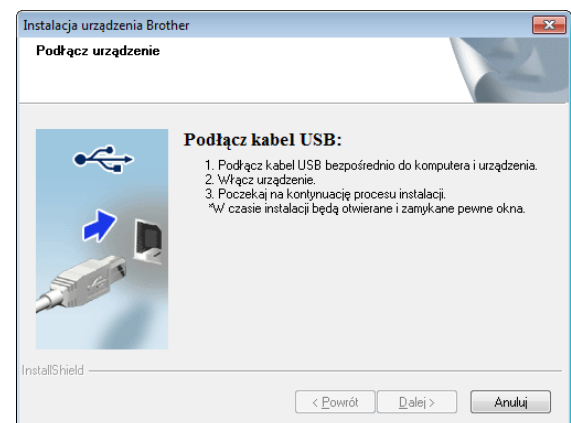 Instalacja urządzenia Brother
Podłącz urządzenie
Podłącz kabel USB:
1. Podłącz kabel USB bezpośrednio do komputera i urządzenia.
2. Włącz urządzenie.
3. Poczekaj na kontynuację procesu instalacji.
*W czasie instalacji będą otwierane i zamykane pewne okna.
InstallShield
< Powrót Dalej > Anuluj